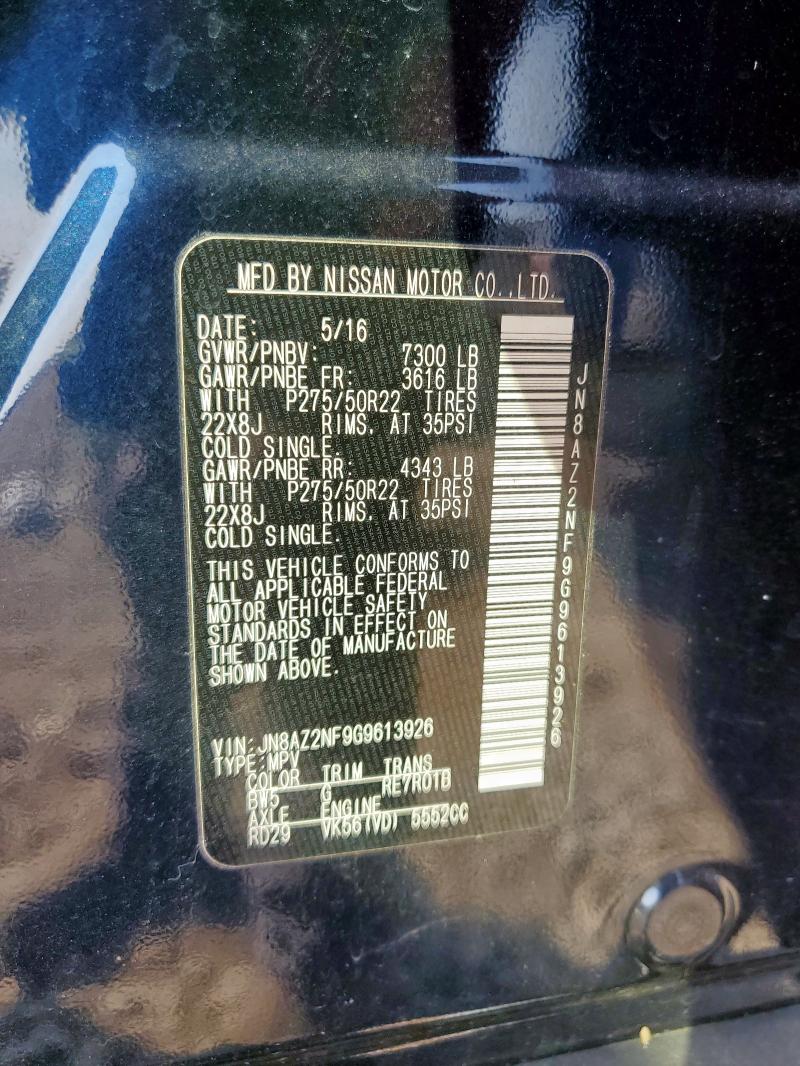 MFD BY NISSAN MOTOR CO.,LTD.
DATE: 5/16
GVWR/PNBV: 7300 LB
GAWR/PNBE FR: 3616 LB
WITH P275/50R22 TIRES
22X8J RIMS. AT 35PSI
COLD SINGLE.
GAWR/PNBE RR: 4343 LB
WITH P275/50R22 TIRES
22X8J RIMS. AT 35PSI
COLD SINGLE.
THIS VEHICLE CONFORMS TO
ALL APPLICABLE FEDERAL
MOTOR VEHICLE SAFETY
STANDARDS IN EFFECT ON
THE DATE OF MANUFACTURE
SHOWN ABOVE.
VIN:JN8AZ2NF9G9613926
TYPE:MPV
COLOR TRIM TRANS
BW5 G RE7R01B
AXLE ENGINE
RD29 VK56(VD) 5552CC
JN8AZ2NF9G9613926